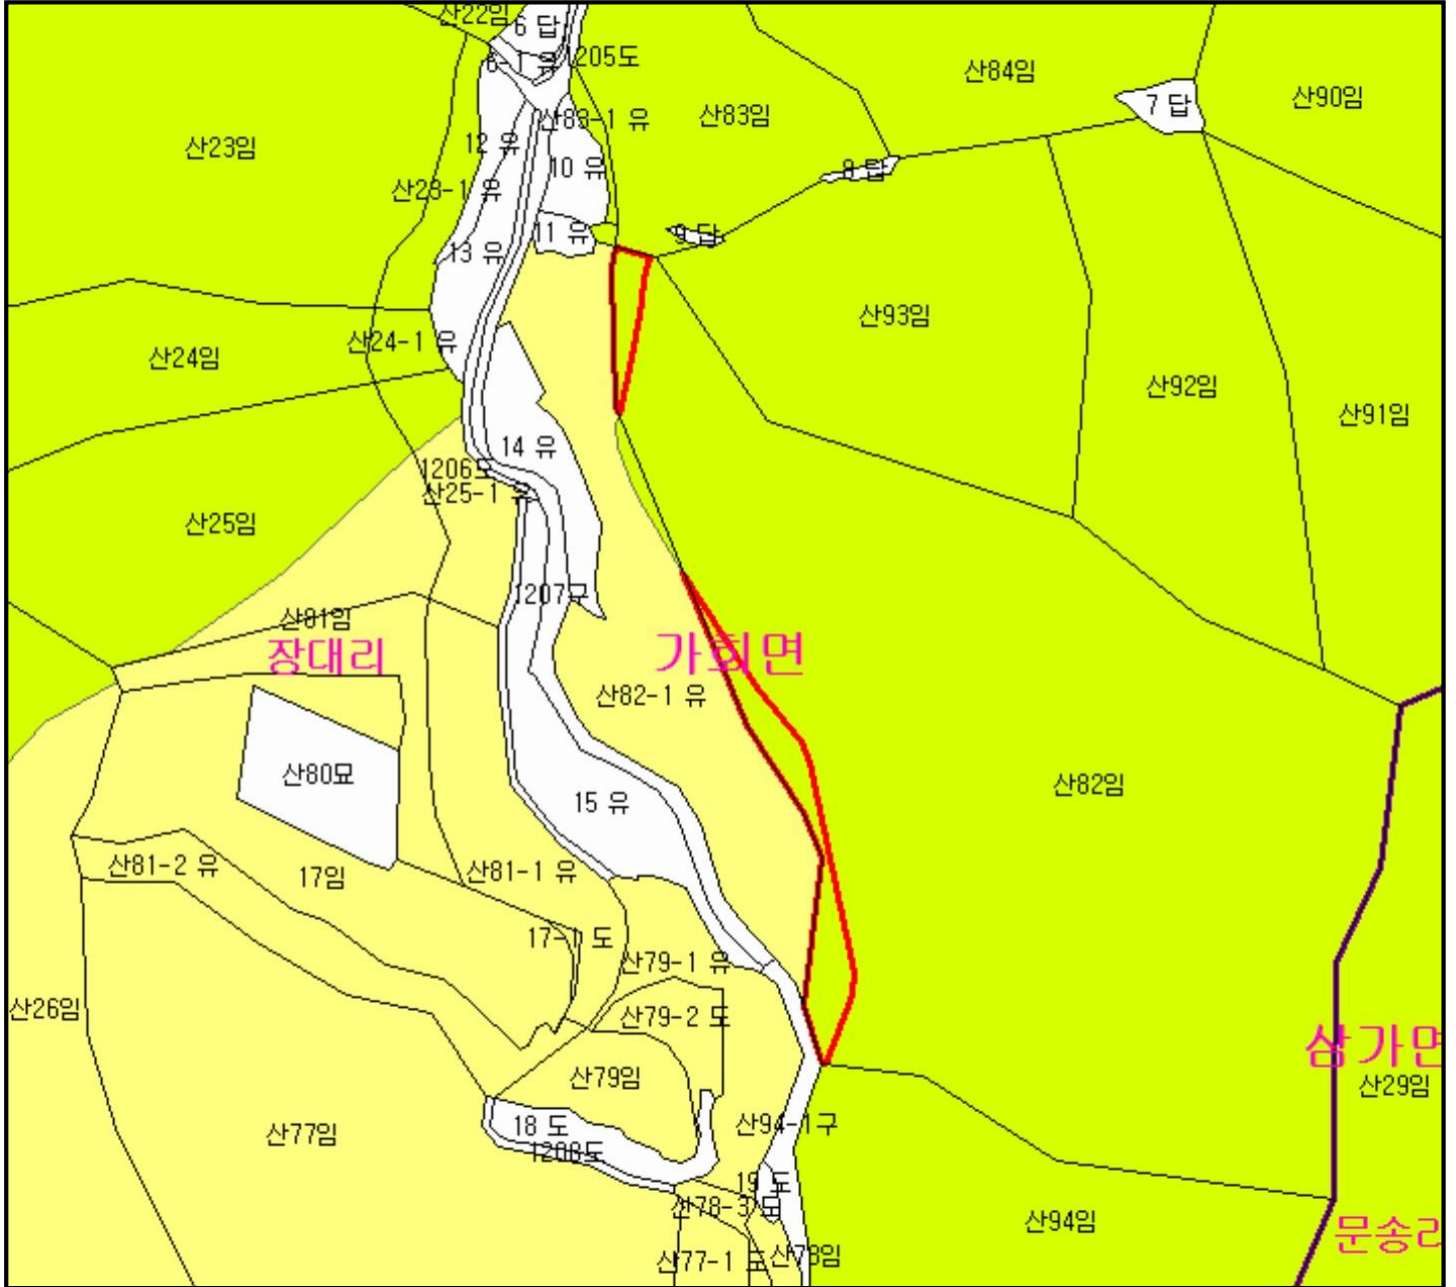 산22임
6 답
6-1 유
205도
산84임
7 답
산90임
산83-1 유
산83임
12 유
산23임
10 유
8 답
산23-1 유
11 유
9 답
13 유
산93임
산24-1 유
산24임
산92임
산91임
14 유
1206도
산25-1 유
산25임
1207구
산81임
장대리
가회면
산82-1 유
산80묘
산82임
15 유
산81-2 유
17임
산81-1 유
17-1 도
산79-1 유
산26임
산79-2 도
삼가면
산79임
산29임
18 도
산94-1구
산77임
1208도
19 도
산78-3 도
산94임
문송리
산77-1 도
산78임